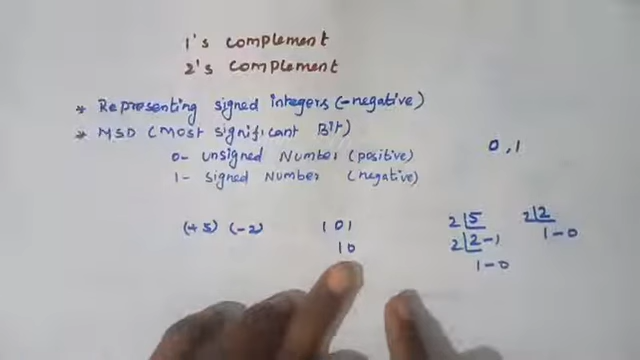 1's complement
2's complement
* Representing signed integers (-negative)
* MSD (Most significant Bit)
0- unsigned Number (positive)
1- signed Number (negative)
0,1
(+5) (-2)
101
10
2|5
2|2-1
1-0
2|2
1-0